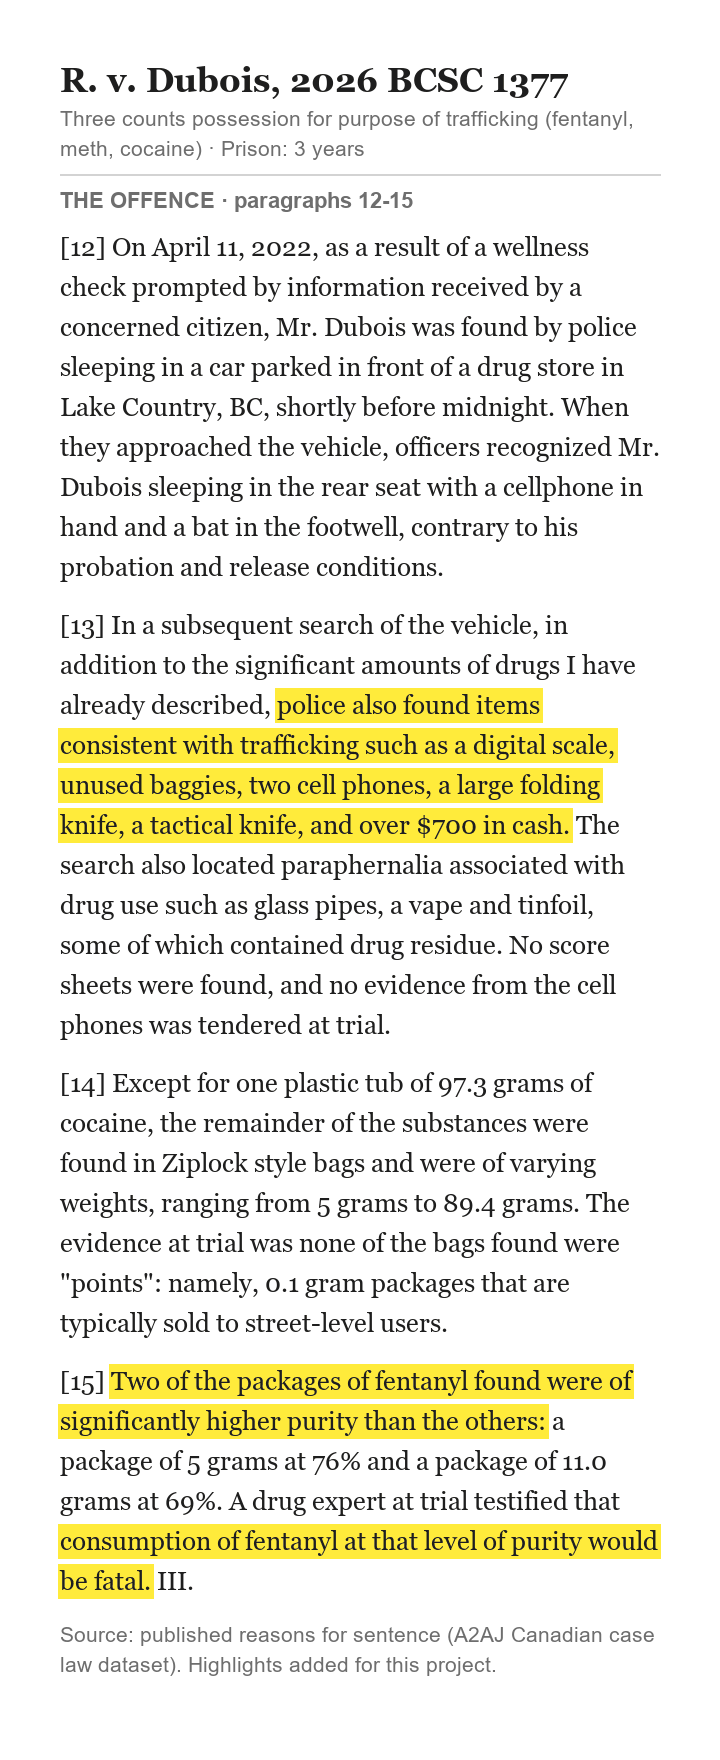 R. v. Dubois, 2026 BCSC 1377
Three counts possession for purpose of trafficking (fentanyl,
meth, cocaine) · Prison: 3 years
THE OFFENCE · paragraphs 12-15
[12] On April 11, 2022, as a result of a wellness
check prompted by information received by a
concerned citizen, Mr. Dubois was found by police
sleeping in a car parked in front of a drug store in
Lake Country, BC, shortly before midnight. When
they approached the vehicle, officers recognized Mr.
Dubois sleeping in the rear seat with a cellphone in
hand and a bat in the footwell, contrary to his
probation and release conditions.
[13] In a subsequent search of the vehicle, in
addition to the significant amounts of drugs I have
already described, police also found items
consistent with trafficking such as a digital scale,
unused baggies, two cell phones, a large folding
knife, a tactical knife, and over $700 in cash. The
search also located paraphernalia associated with
drug use such as glass pipes, a vape and tinfoil,
some of which contained drug residue. No score
sheets were found, and no evidence from the cell
phones was tendered at trial.
[14] Except for one plastic tub of 97.3 grams of
cocaine, the remainder of the substances were
found in Ziplock style bags and were of varying
weights, ranging from 5 grams to 89.4 grams. The
evidence at trial was none of the bags found were
"points": namely, 0.1 gram packages that are
typically sold to street-level users.
[15] Two of the packages of fentanyl found were of
significantly higher purity than the others: a
package of 5 grams at 76% and a package of 11.0
grams at 69%. A drug expert at trial testified that
consumption of fentanyl at that level of purity would
be fatal. III.
Source: published reasons for sentence (A2AJ Canadian case
law dataset). Highlights added for this project.